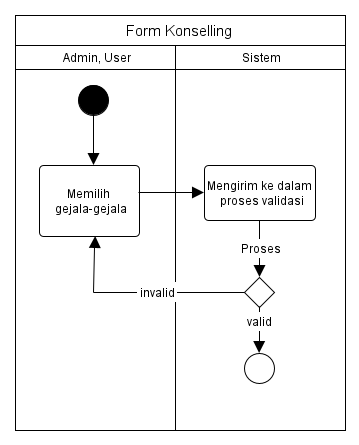 Form Konselling
Admin, User
Sistem
Memilih
gejala-gejala
Mengirim ke dalam
proses validasi
Proses
invalid
valid